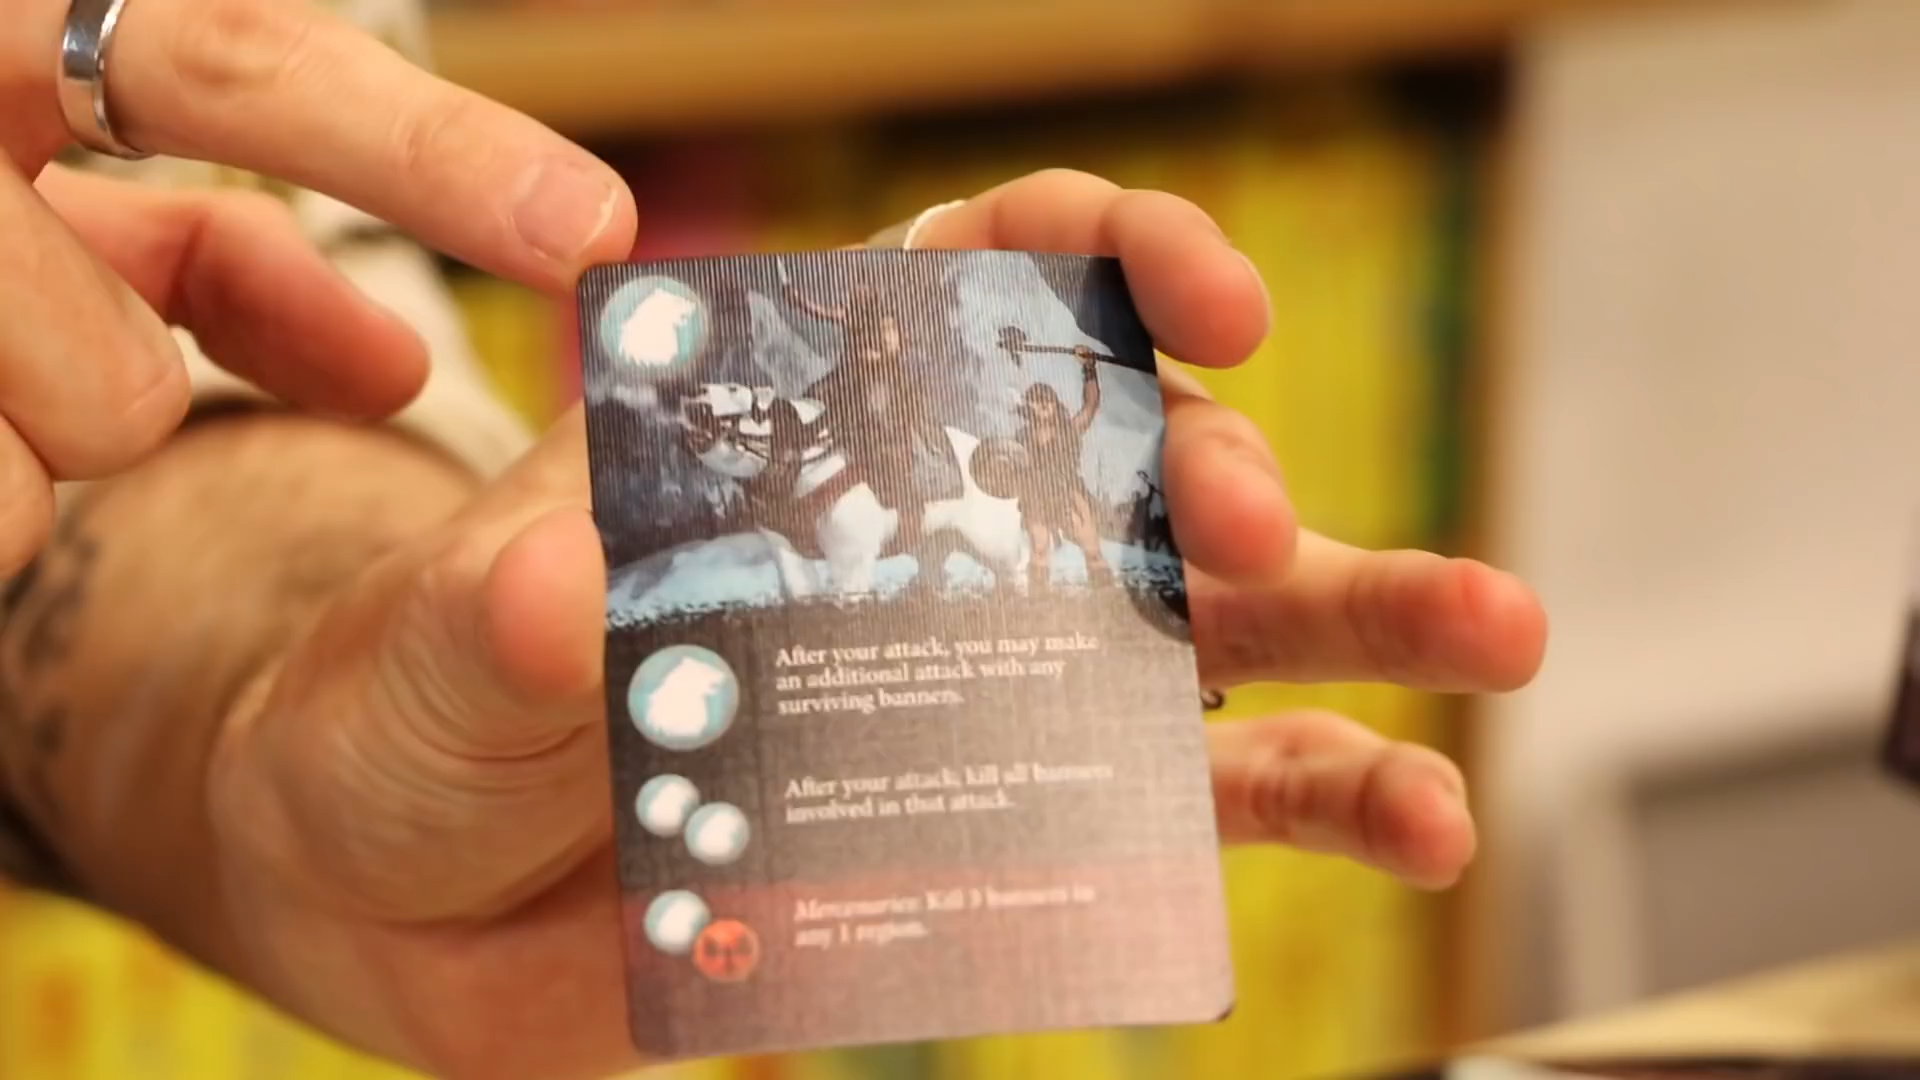 After your attack, you may make
an additional attack with any
surviving banners.
After your attack, kill all banners
involved in that attack.
Mercenaries: Kill 3 banners in
any 1 region.